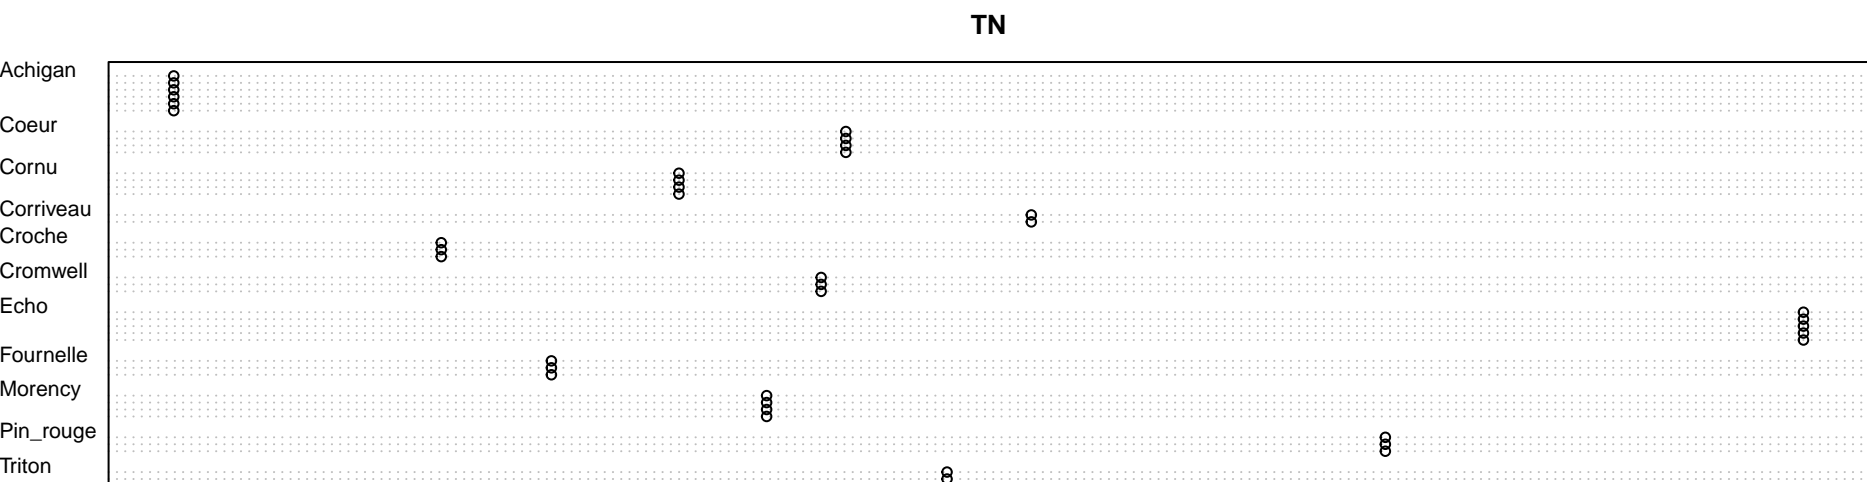 TN
Achigan
Coeur
Cornu
Corriveau
Croche
Cromwell
Echo
Fournelle
Morency
Pin_rouge
Triton